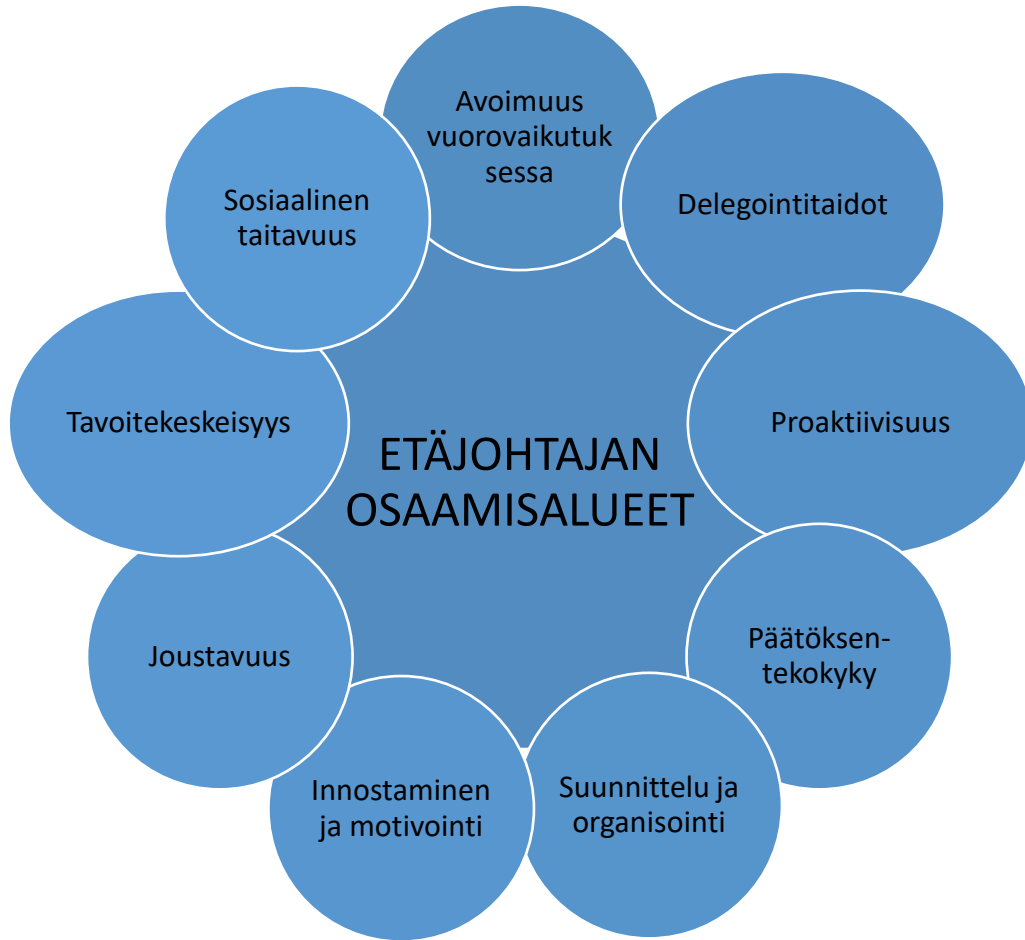 Avoimuus
vuorovaikutuk
sessa
Delegointitaidot
Proaktiivisuus
Päätöksen-
tekokyky
Suunnittelu ja
organisointi
Innostaminen
ja motivointi
Joustavuus
Tavoitekeskeisyys
Sosiaalinen
taitavuus
ETÄJOHTAJAN
OSAAMISALUEET